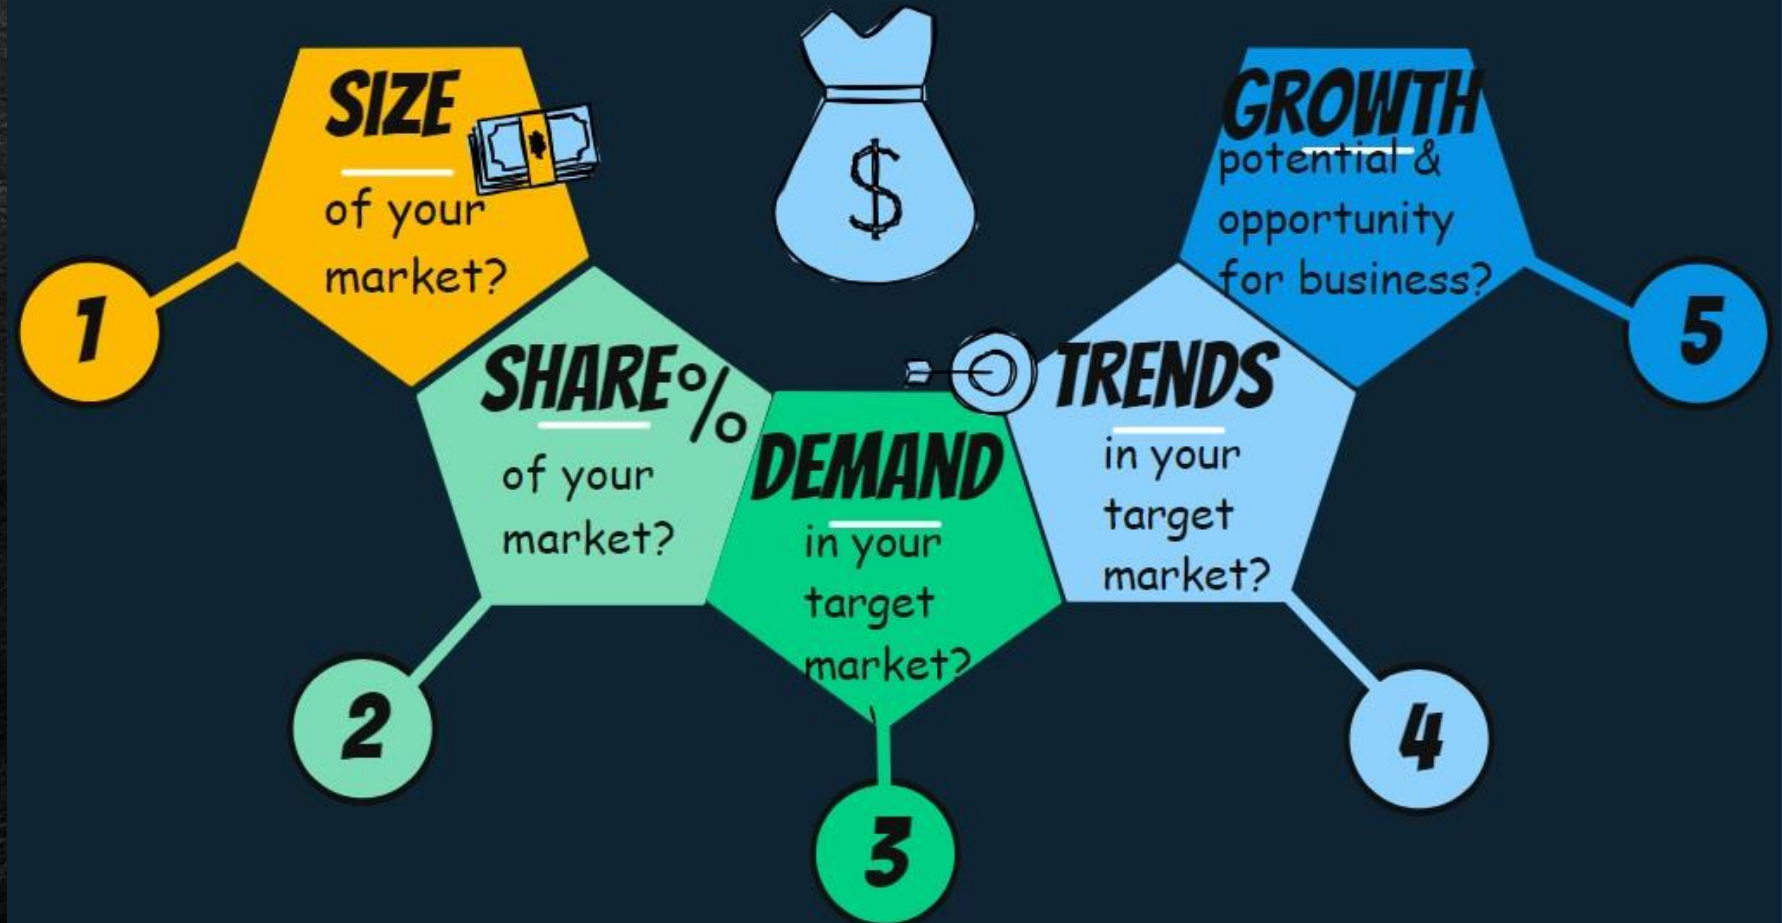 1
SIZE
of your
market?
2
SHARE%
of your
market?
3
DEMAND
in your
target
market?
4
TRENDS
in your
target
market?
5
GROWTH
potential &
opportunity
for business?
$